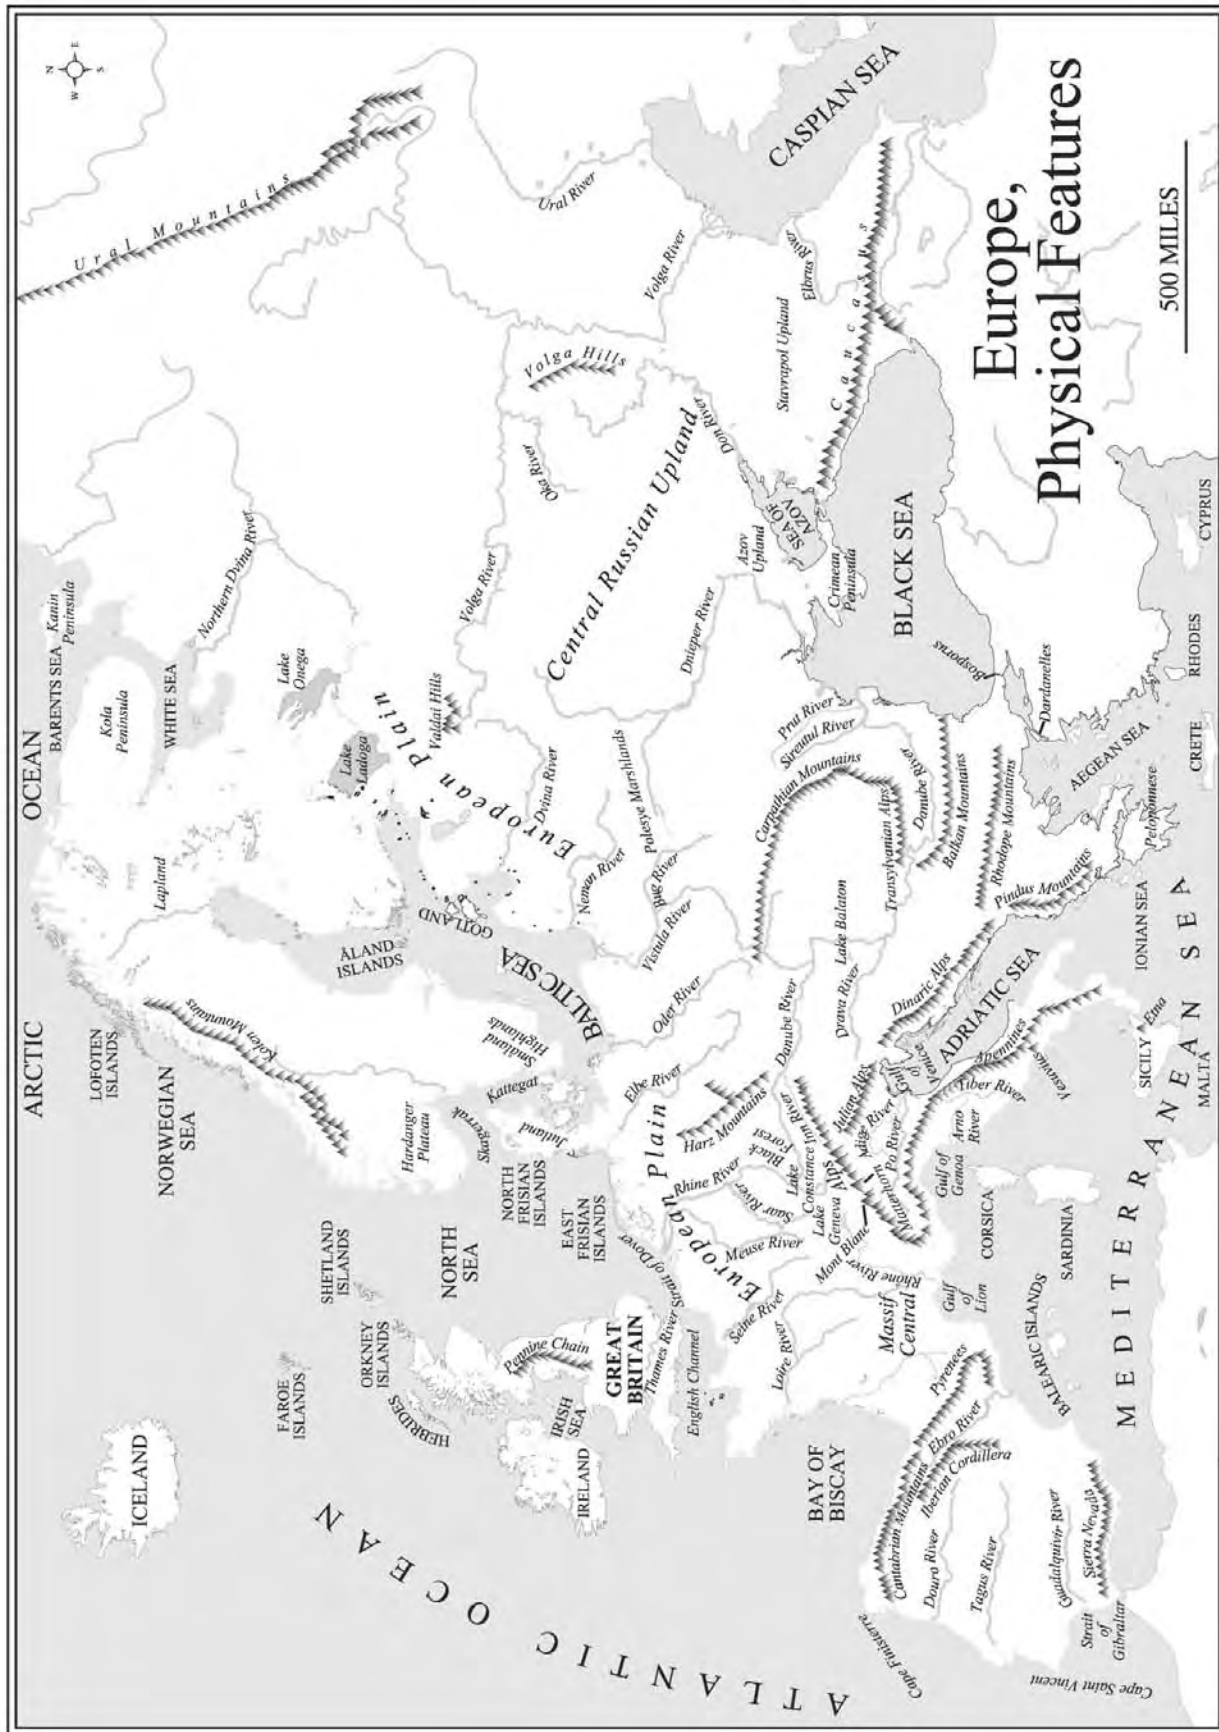 Europe,
Physical Features
500 MILES
N
E
S
W
ARCTIC OCEAN
BARENTS SEA
Kanin
Peninsula
Kola
Peninsula
WHITE SEA
Northern Dvina River
Lake
Onega
Lake
Ladoga
Lapland
LOFOTEN
ISLANDS
NORWEGIAN
SEA
Kolen Mountains
ÅLAND
ISLANDS
GOTLAND
BALTIC SEA
Småland
Highlands
Kattegat
Skagerrak
Hardanger
Plateau
Jutland
NORTH
FRISIAN
ISLANDS
EAST
FRISIAN
ISLANDS
NORTH
SEA
SHETLAND
ISLANDS
ORKNEY
ISLANDS
FAROE
ISLANDS
HEBRIDES
ICELAND
ATLANTIC OCEAN
IRISH
SEA
IRELAND
Pennine Chain
GREAT
BRITAIN
Thames River
Strait of Dover
English Channel
Ural Mountains
Ural River
Volga River
Volga Hills
Oka River
Volga River
Valdai Hills
Central Russian Upland
European Plain
Dvina River
Neman River
Polesye Marshlands
Bug River
Vistula River
Oder River
Elbe River
European Plain
Harz Mountains
Rhine River
Black
Forest
Saar River
Meuse River
Seine River
Loire River
Lake
Constance
Inn River
Lake
Geneva
Alps
Mont Blanc
Matterhorn
Rhône River
Massif
Central
BAY OF
BISCAY
Danube River
Drava River
Lake Balaton
Carpathian Mountains
Transylvanian Alps
Prut River
Sireutul River
Danube
River
Balkan Mountains
Rhodope Mountains
Pindus Mountains
Dinaric Alps
Julian Alps
Adige River
Po River
Gulf
of
Venice
ADRIATIC SEA
Apennines
Tiber River
Vesuvius
Arno
River
Gulf of
Genoa
CORSICA
SARDINIA
Gulf
of
Lion
BALEARIC ISLANDS
Pyrenees
Ebro River
Iberian Cordillera
Cantabrian Mountains
Douro River
Tagus River
Guadalquivir River
Sierra Nevada
Strait
of
Gibraltar
Cape Finisterre
Cape Saint Vincent
MEDITERRANEAN SEA
SICILY
Etna
MALTA
IONIAN SEA
Peloponnese
AEGEAN SEA
CRETE
RHODES
CYPRUS
Dardanelles
Bosporus
BLACK SEA
Crimean
Peninsula
SEA OF
AZOV
Azov
Upland
Dnieper River
Don River
Stavrapol Upland
Elbrus
River
Caucasus
CASPIAN SEA